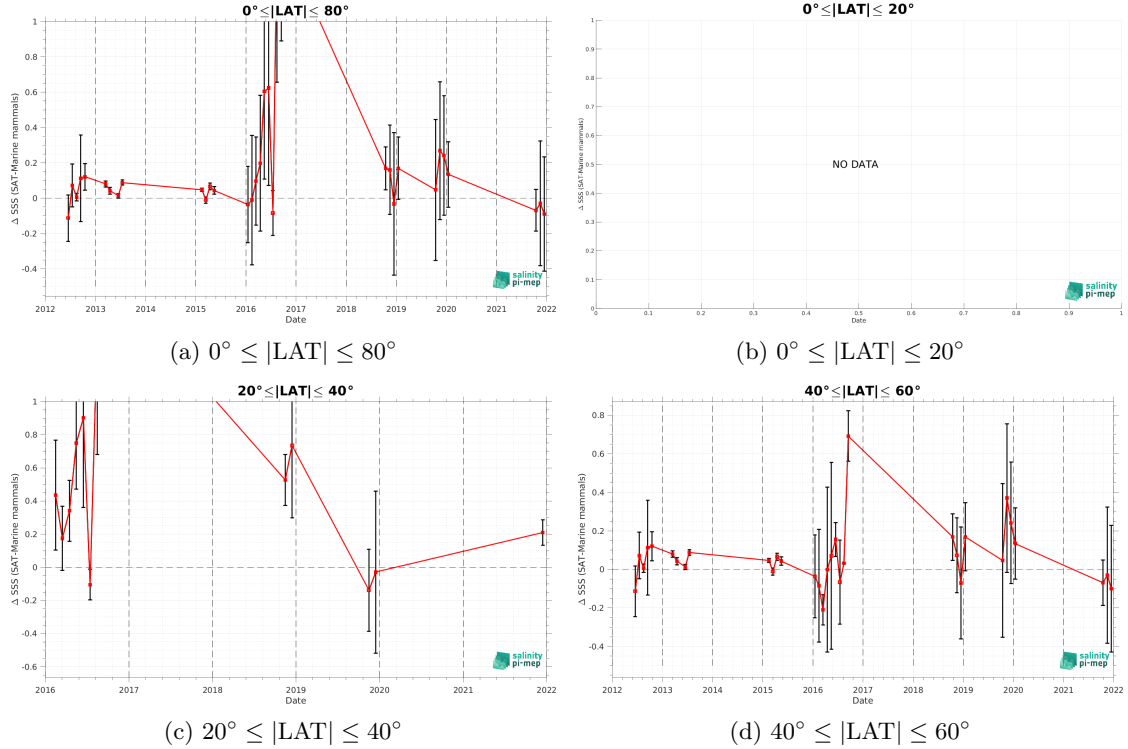 0°≤|LAT|≤ 80°
Δ SSS (SAT-Marine mammals)
1
0.8
0.6
0.4
0.2
0
-0.2
-0.4
2012 2013 2014 2015 2016 2017 2018 2019 2020 2021 2022
Date
salinity
pi-mep
(a) 0° ≤ |LAT| ≤ 80°
0°≤|LAT|≤ 20°
Δ SSS (SAT-Marine mammals)
1
0.9
0.8
0.7
0.6
0.5
0.4
0.3
0.2
0.1
0
NO DATA
0 0.1 0.2 0.3 0.4 0.5 0.6 0.7 0.8 0.9 1
Date
salinity
pi-mep
(b) 0° ≤ |LAT| ≤ 20°
20°≤|LAT|≤ 40°
Δ SSS (SAT-Marine mammals)
1
0.8
0.6
0.4
0.2
0
-0.2
-0.4
-0.6
2016 2017 2018 2019 2020 2021 2022
Date
salinity
pi-mep
(c) 20° ≤ |LAT| ≤ 40°
40°≤|LAT|≤ 60°
Δ SSS (SAT-Marine mammals)
0.8
0.6
0.4
0.2
0
-0.2
-0.4
2012 2013 2014 2015 2016 2017 2018 2019 2020 2021 2022
Date
salinity
pi-mep
(d) 40° ≤ |LAT| ≤ 60°